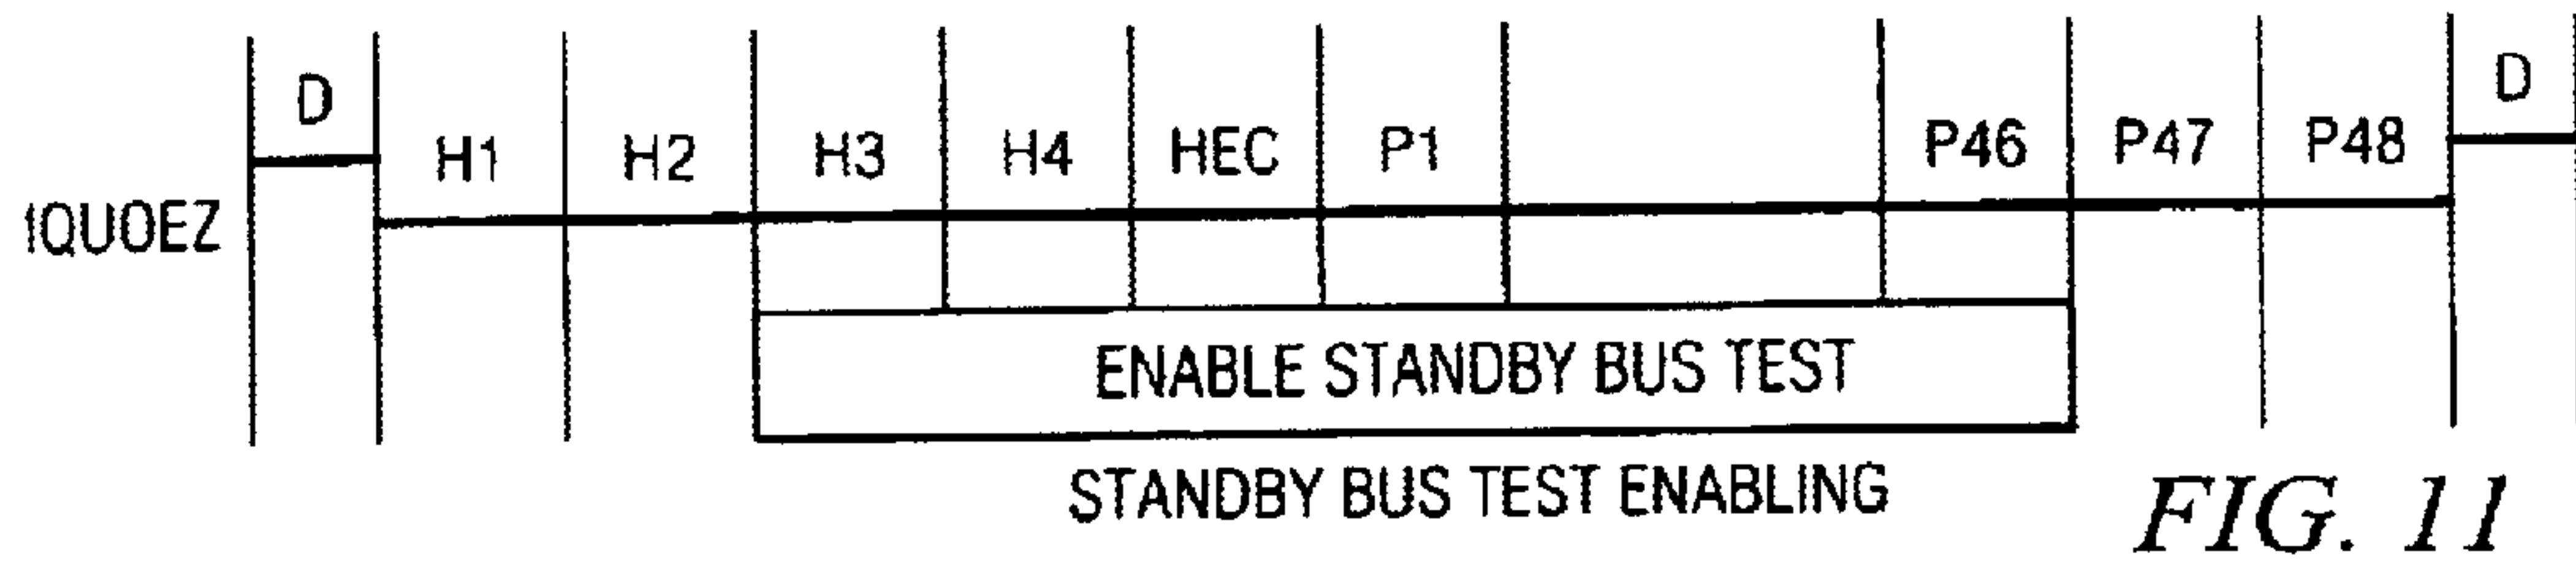 D H1 H2 H3 H4 HEC P1 P46 P47 P48 D
IQUOEZ
ENABLE STANDBY BUS TEST
STANDBY BUS TEST ENABLING
FIG. 11